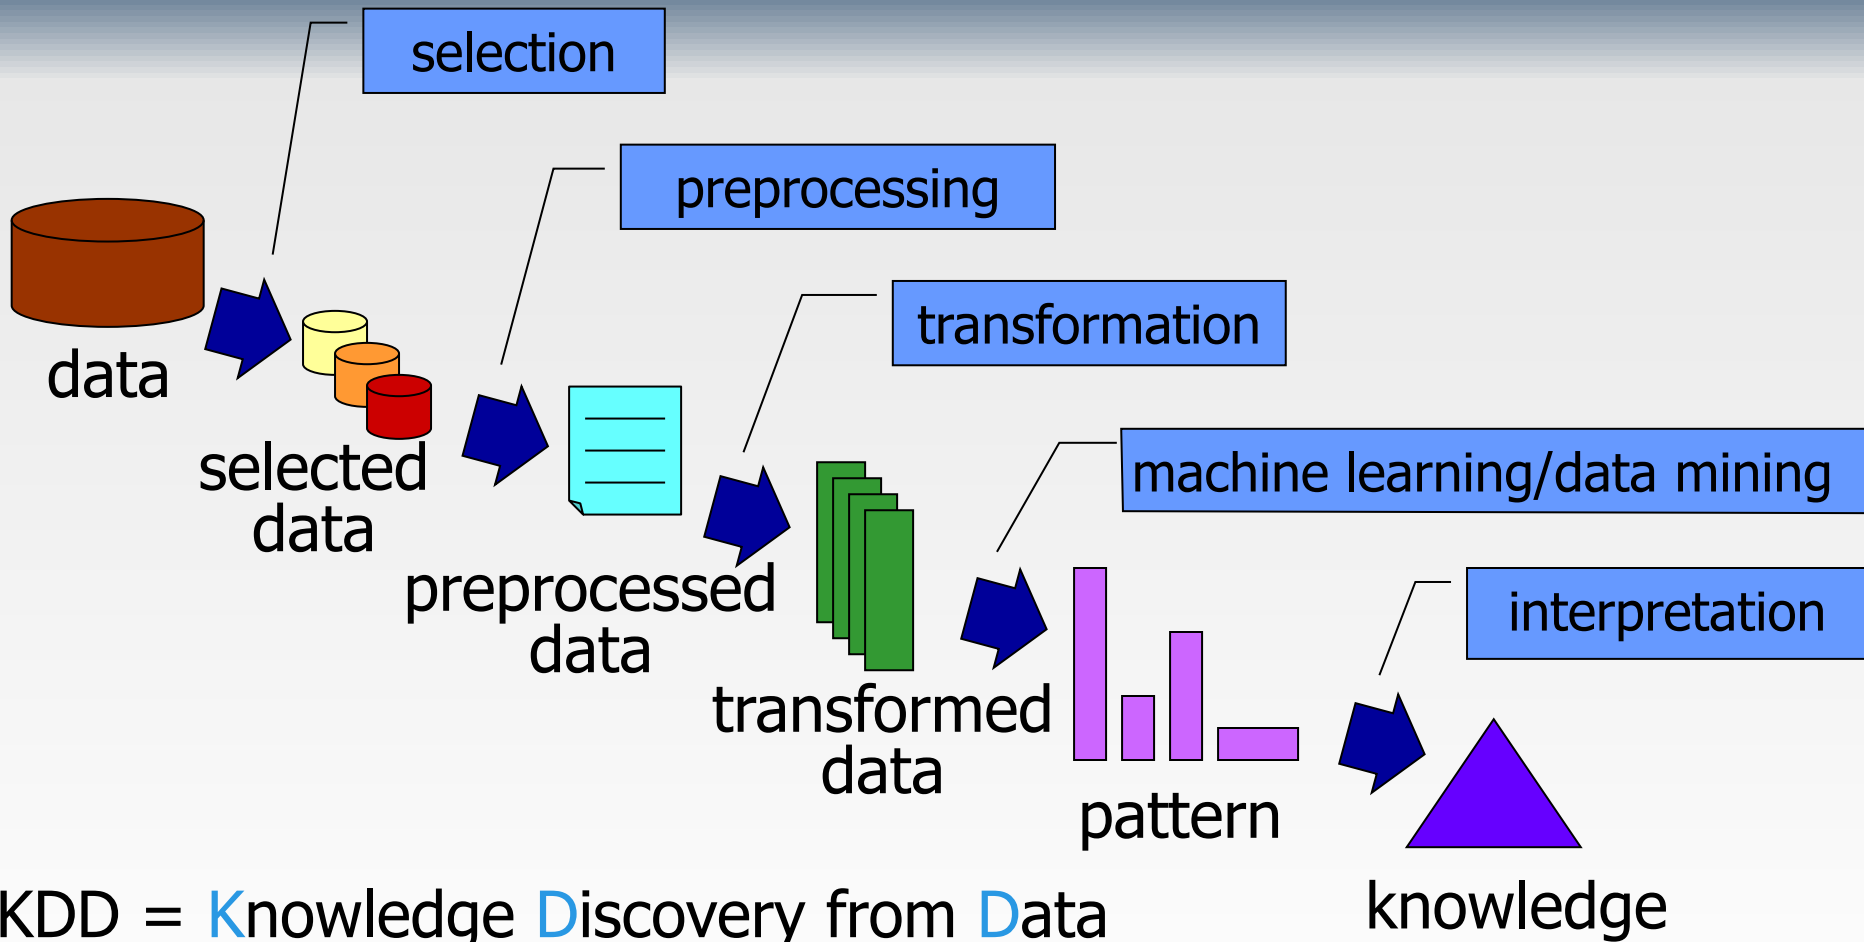 selection
preprocessing
data
transformation
selected
data
machine learning/data mining
preprocessed
data
interpretation
transformed
data
pattern
knowledge
KDD = Knowledge Discovery from Data